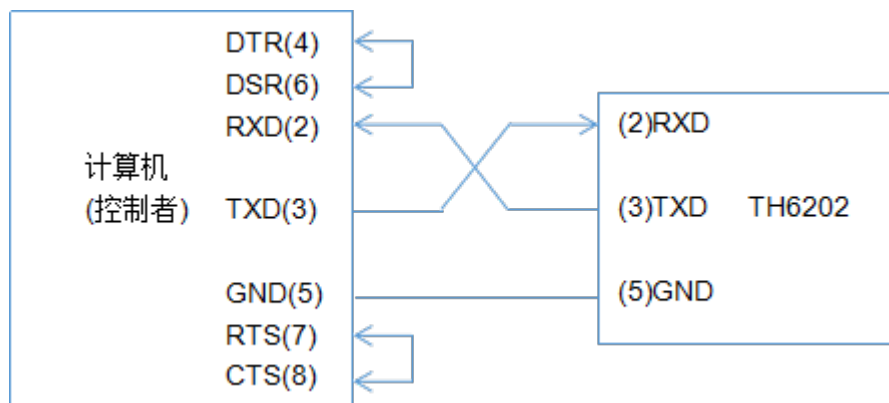 DTR(4)
DSR(6)
RXD(2)
计算机
(控制者)
TXD(3)
GND(5)
RTS(7)
CTS(8)
(2)RXD
(3)TXD TH6202
(5)GND